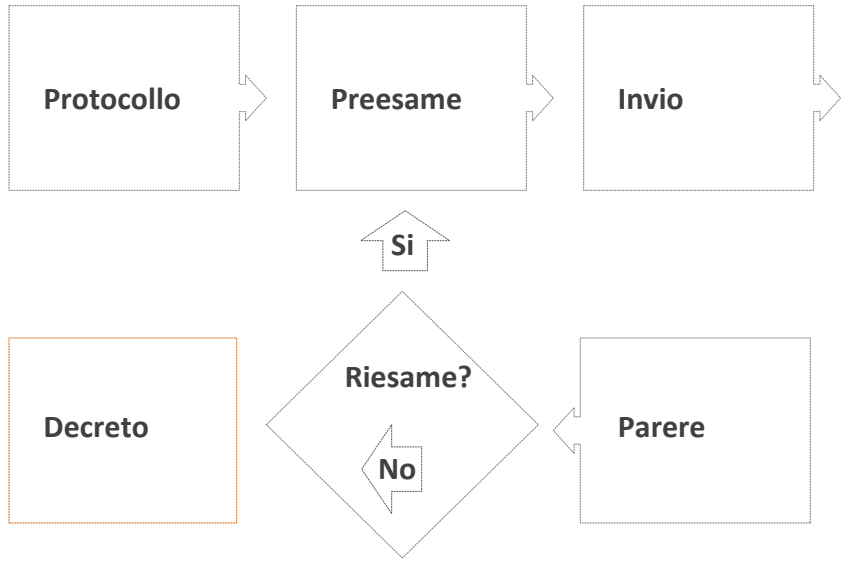 Protocollo
Preesame
Invio
Si
Riesame?
Decreto
Parere
No